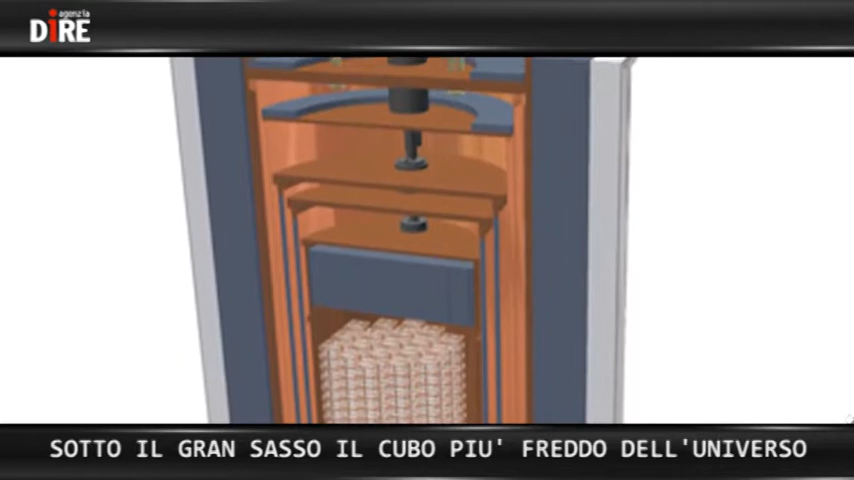 agenzia
DiRE
SOTTO IL GRAN SASSO IL CUBO PIU' FREDDO DELL'UNIVERSO